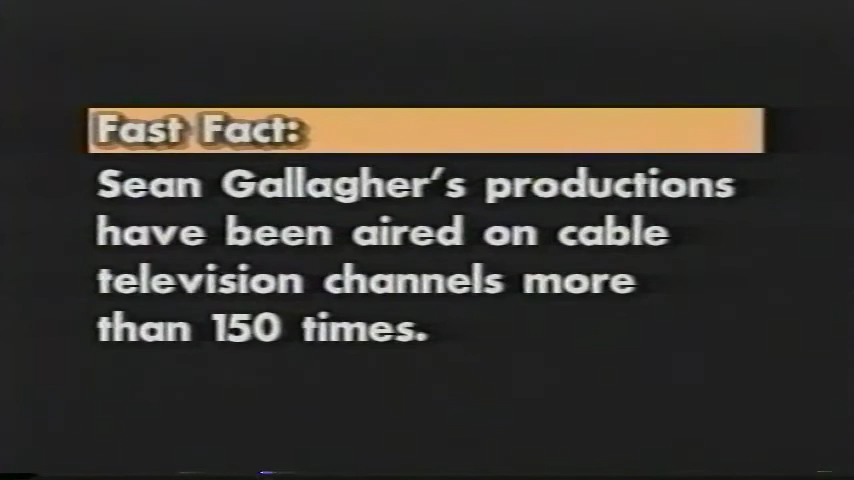 Fast Fact:
Sean Gallagher's productions
have been aired on cable
television channels more
than 150 times.